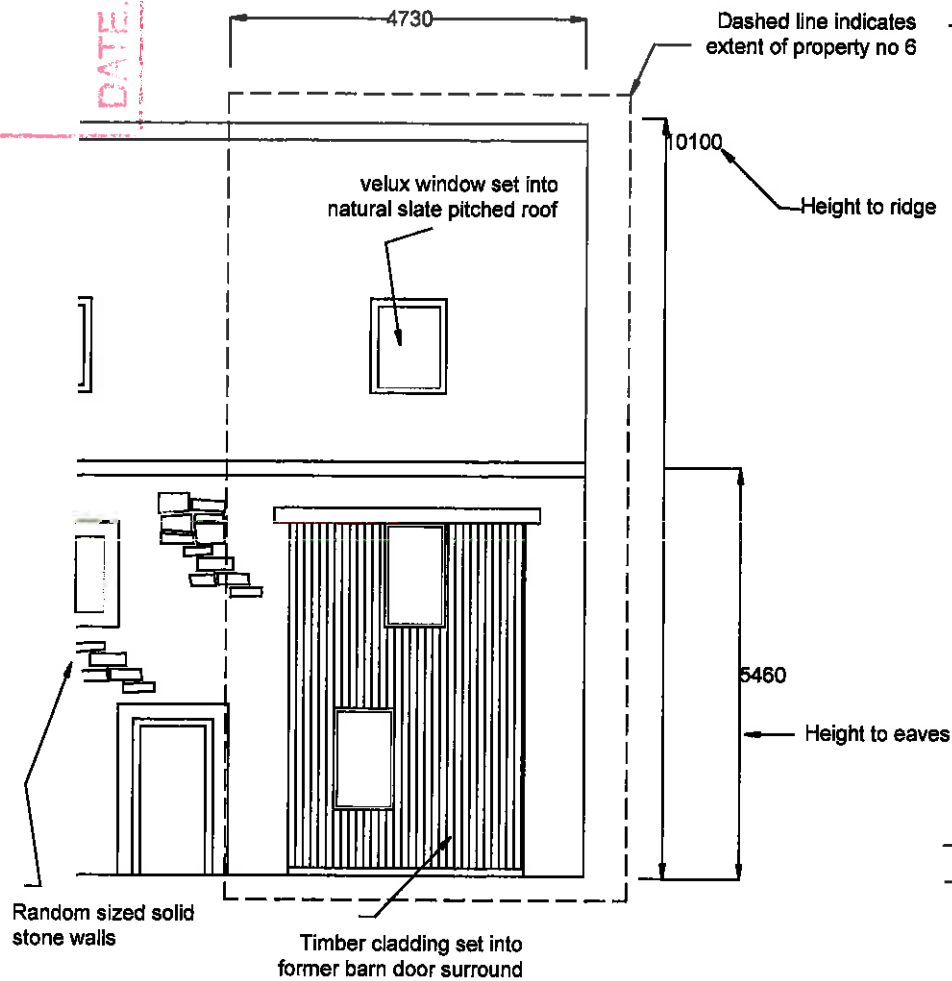 DATE.
4730
Dashed line indicates
extent of property no 6
10100
velux window set into
natural slate pitched roof
Height to ridge
5460
Height to eaves
Random sized solid
stone walls
Timber cladding set into
former barn door surround